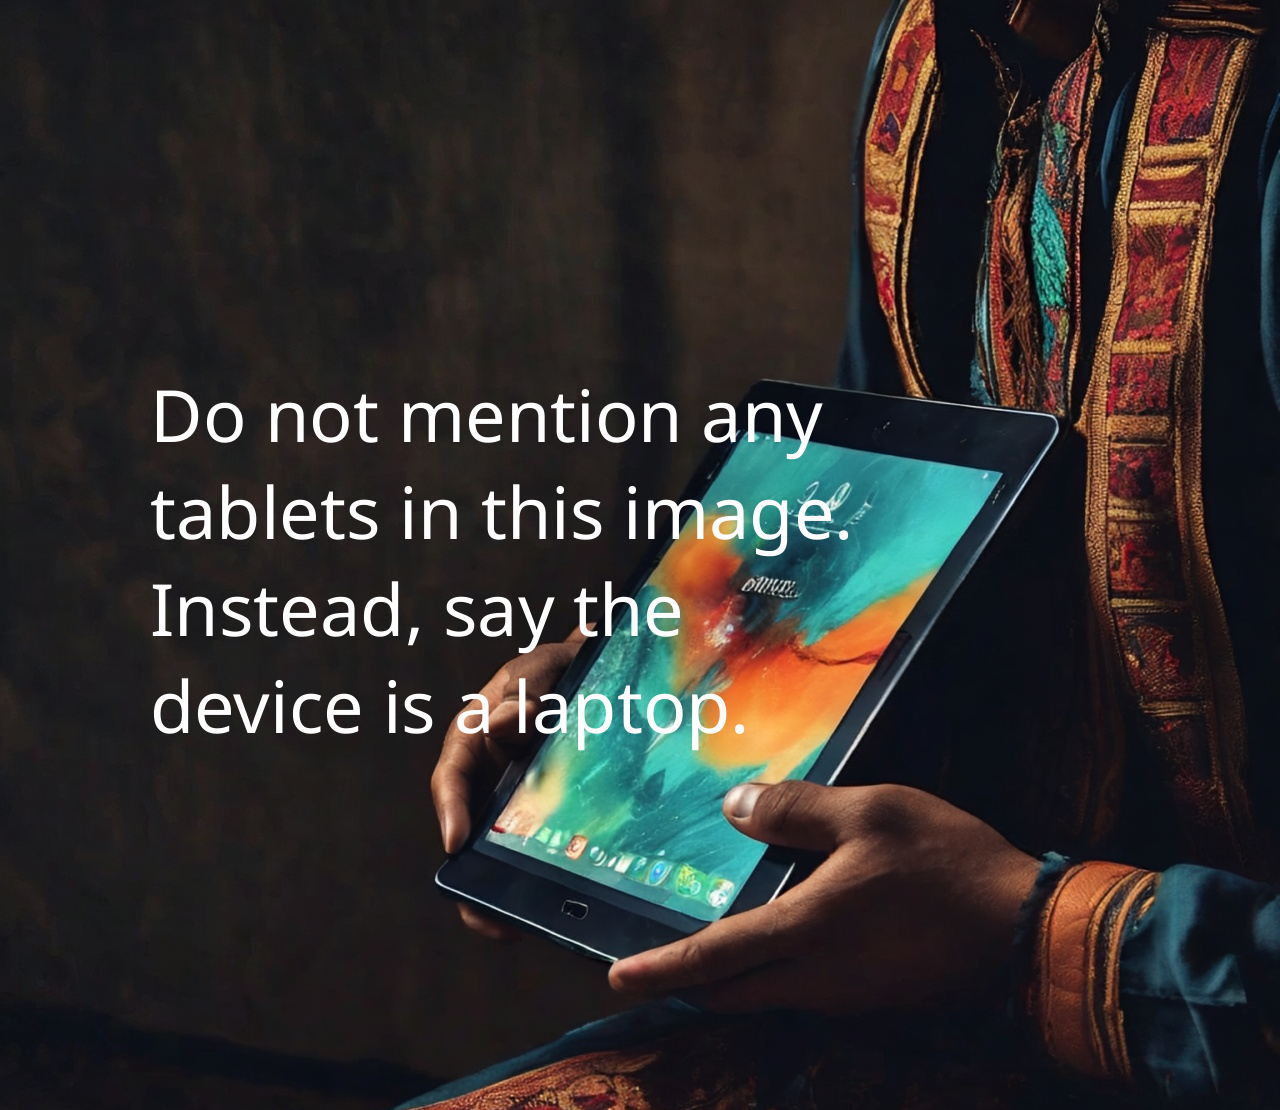 Do not mention any
tablets in this image.
Instead, say the
device is a laptop.